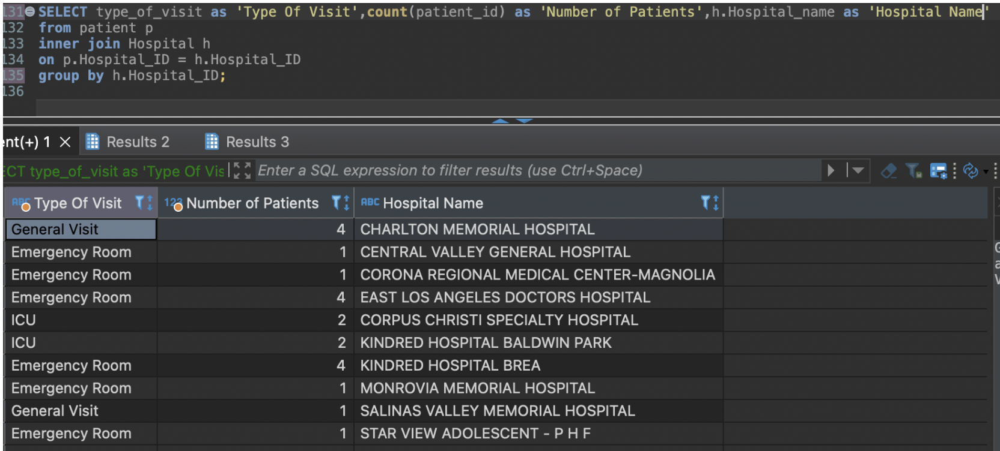 131 SELECT type_of_visit as 'Type Of Visit',count(patient_id) as 'Number of Patients',h.Hospital_name as 'Hospital Name'
132 from patient p
133 inner join Hospital h
134 on p.Hospital_ID = h.Hospital_ID
135 group by h.Hospital_ID;
136
ent(+) 1 Results 2 Results 3
ECT type_of_visit as 'Type Of Vis Enter a SQL expression to filter results (use Ctrl+Space)
ABC Type Of Visit 123 Number of Patients ABC Hospital Name
General Visit 4 CHARLTON MEMORIAL HOSPITAL
Emergency Room 1 CENTRAL VALLEY GENERAL HOSPITAL
Emergency Room 1 CORONA REGIONAL MEDICAL CENTER-MAGNOLIA
Emergency Room 4 EAST LOS ANGELES DOCTORS HOSPITAL
ICU 2 CORPUS CHRISTI SPECIALTY HOSPITAL
ICU 2 KINDRED HOSPITAL BALDWIN PARK
Emergency Room 4 KINDRED HOSPITAL BREA
Emergency Room 1 MONROVIA MEMORIAL HOSPITAL
General Visit 1 SALINAS VALLEY MEMORIAL HOSPITAL
Emergency Room 1 STAR VIEW ADOLESCENT - P H F